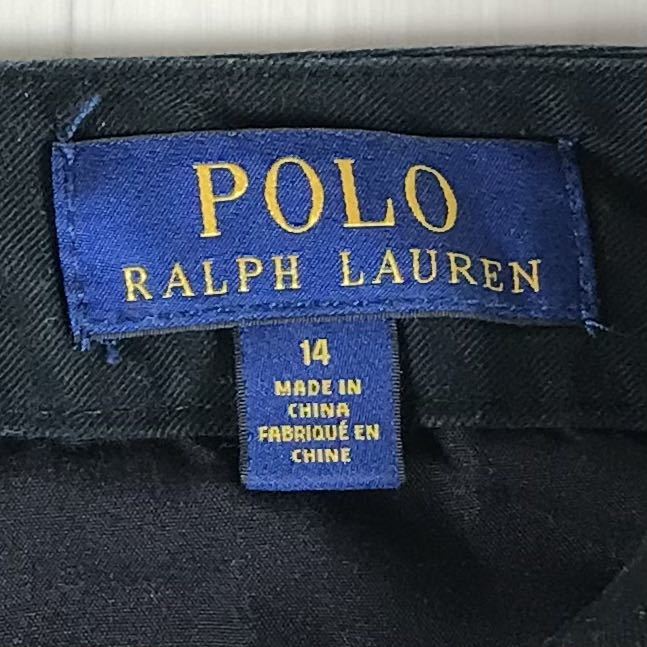 POLO
RALPH LAUREN
14
MADE IN
CHINA
FABRIQUÉ EN
CHINE